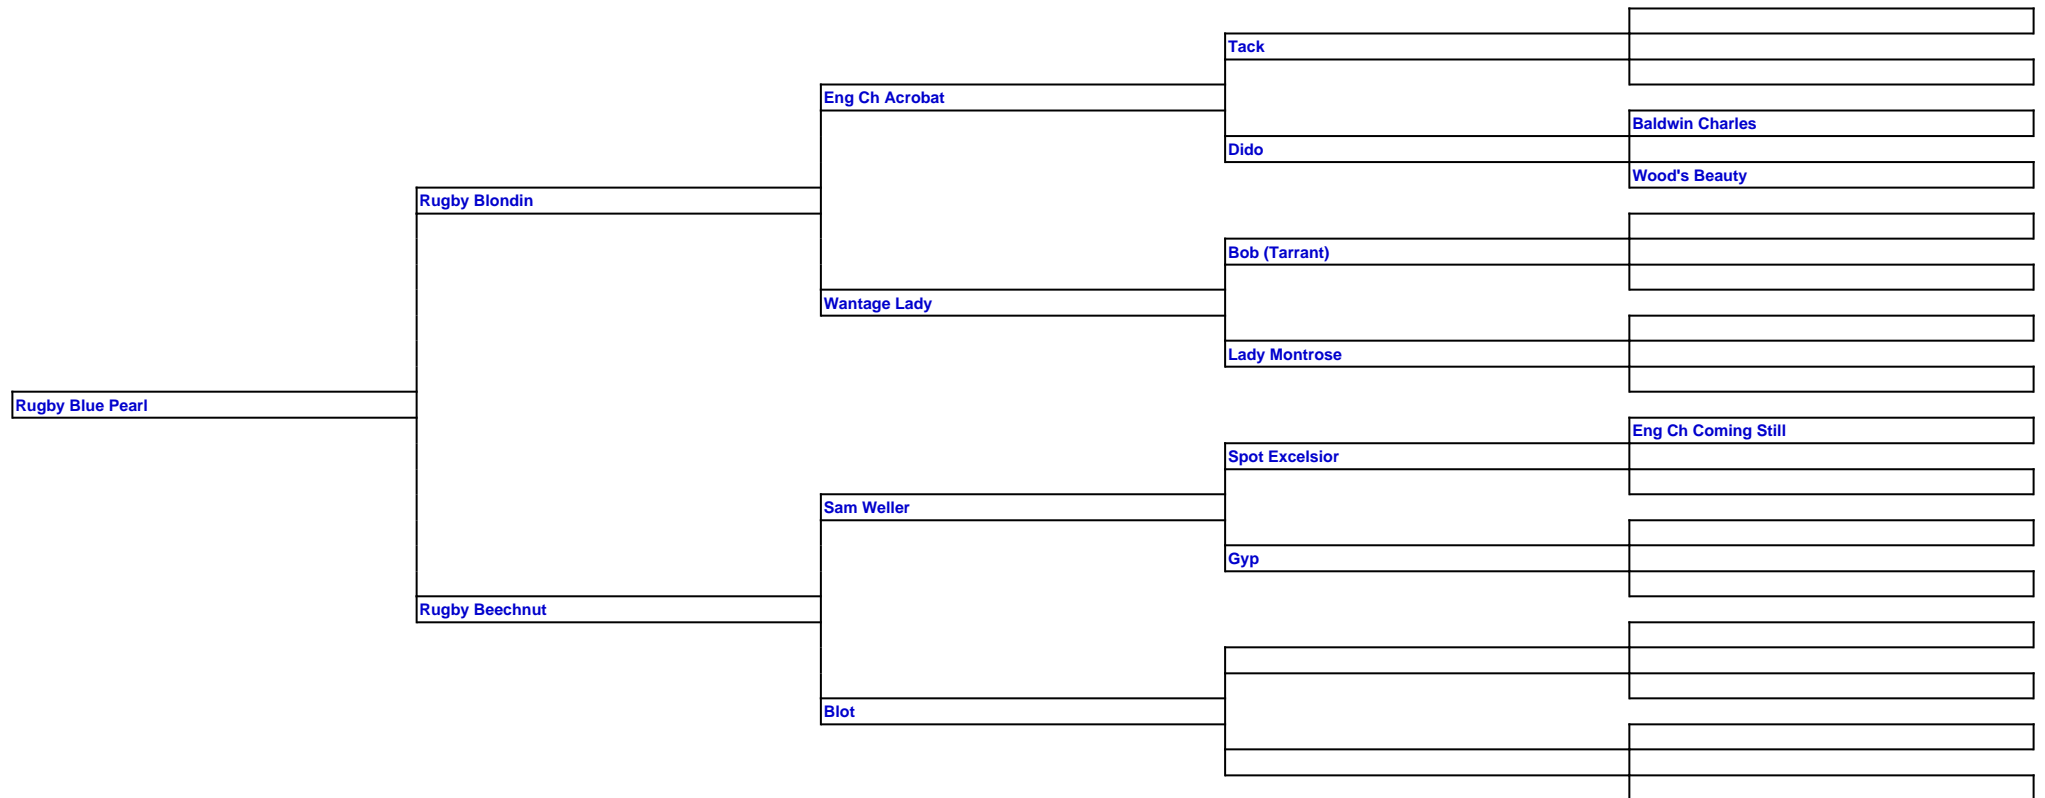 Tack
Eng Ch Acrobat
Baldwin Charles
Dido
Wood's Beauty
Rugby Blondin
Bob (Tarrant)
Wantage Lady
Lady Montrose
Rugby Blue Pearl
Eng Ch Coming Still
Spot Excelsior
Sam Weller
Gyp
Rugby Beechnut
Blot